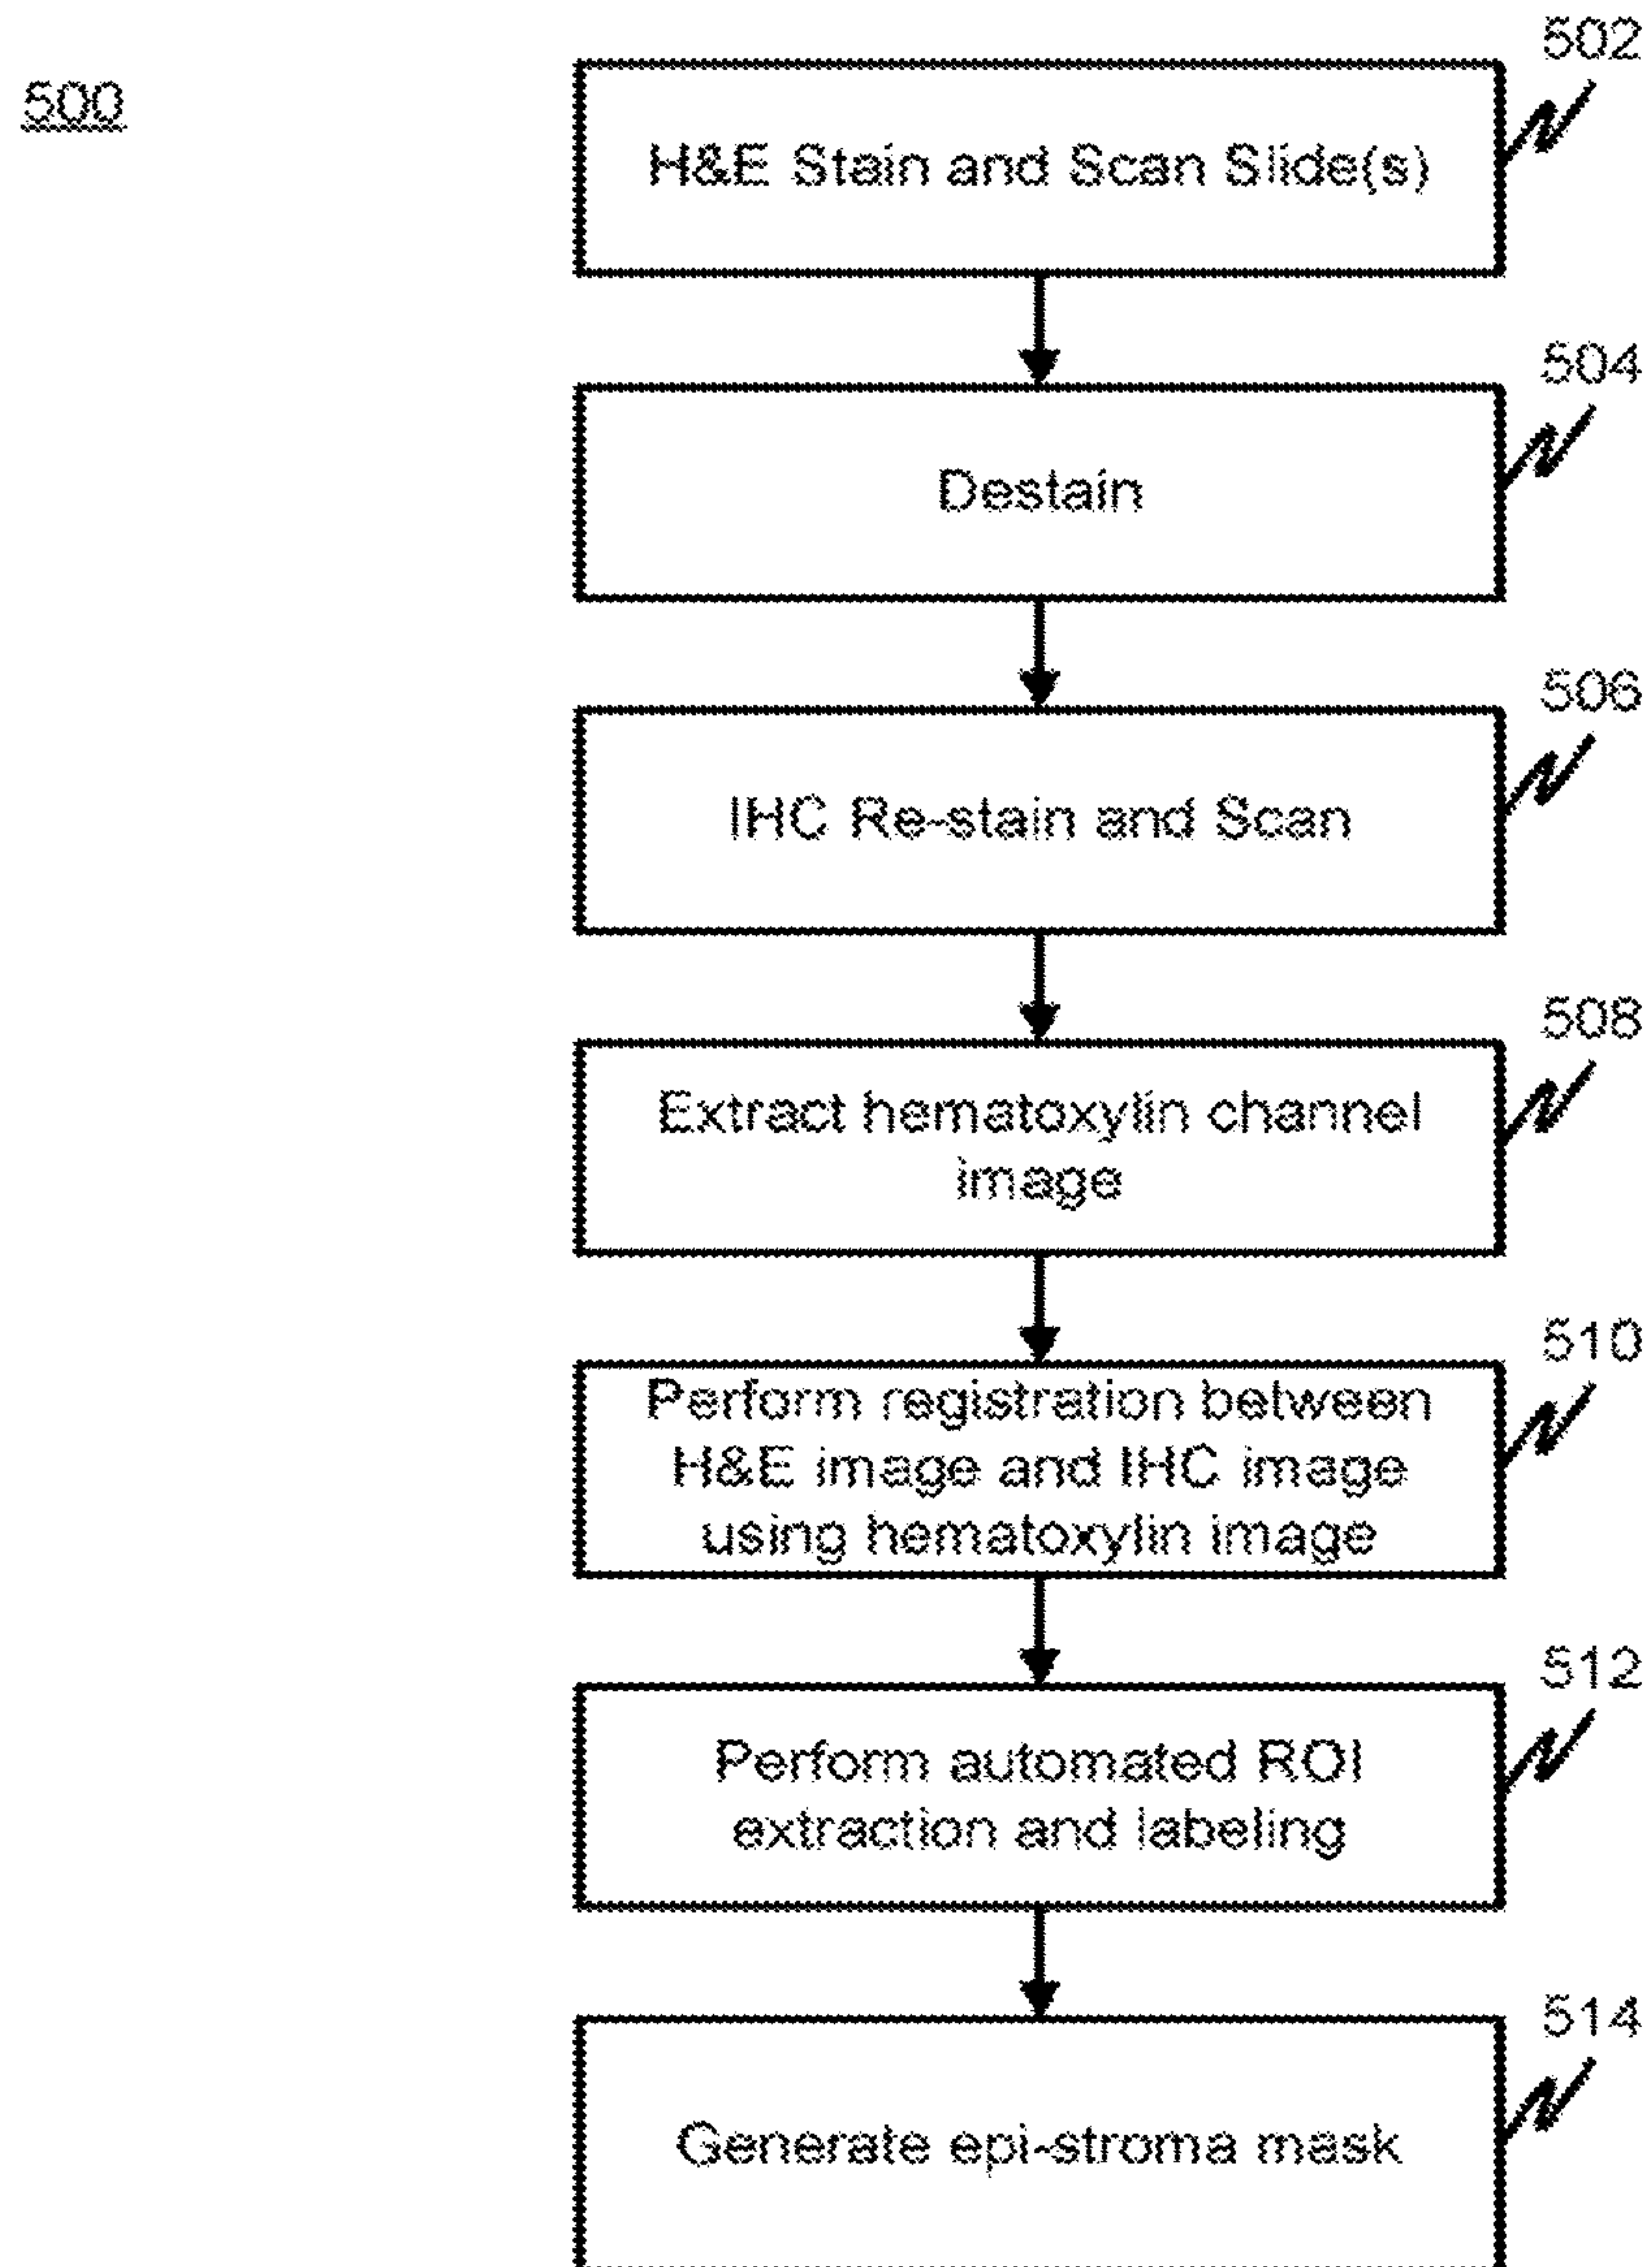 500
502
H&E Stain and Scan Slide(s)
504
Destain
506
IHC Re-stain and Scan
508
Extract hematoxylin channel
image
510
Perform registration between
H&E image and IHC image
using hematoxylin image
512
Perform automated ROI
extraction and labeling
514
Generate epi-stroma mask